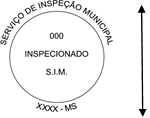 SERVIÇO DE INSPEÇÃO MUNICIPAL
000
INSPECIONADO
S.I.M.
XXXX - MS